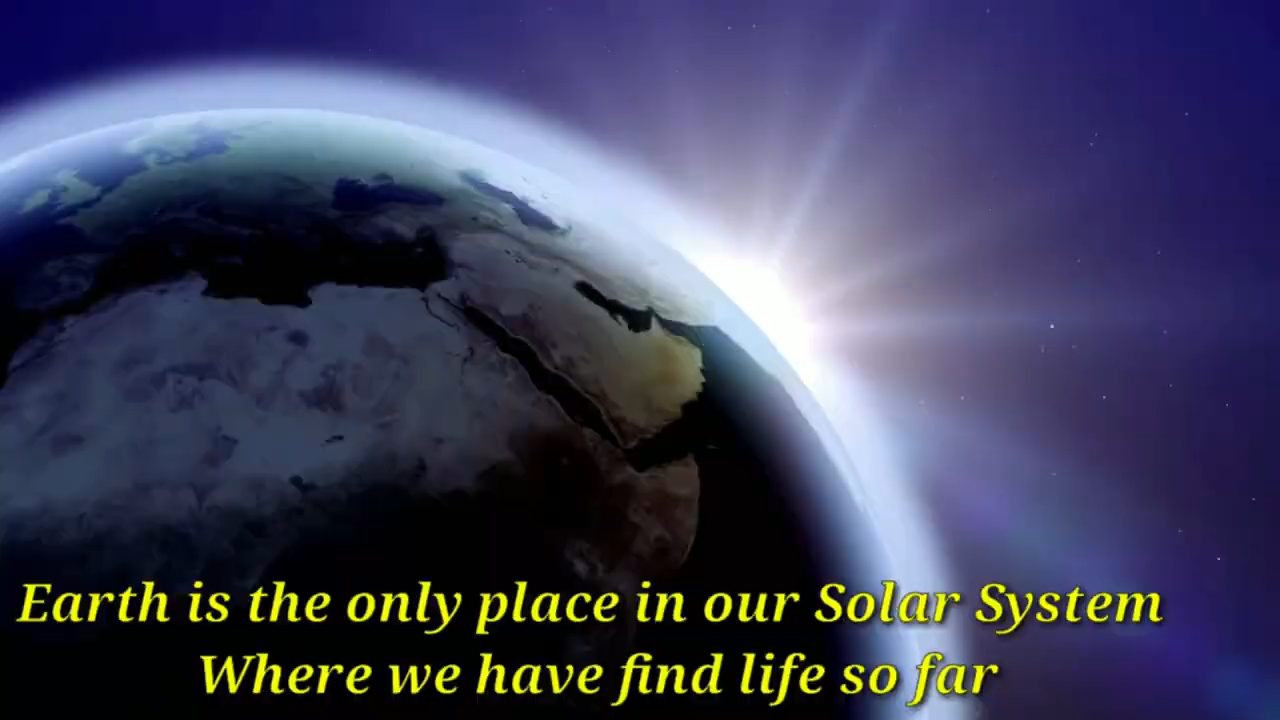 Earth is the only place in our Solar System
Where we have find life so far